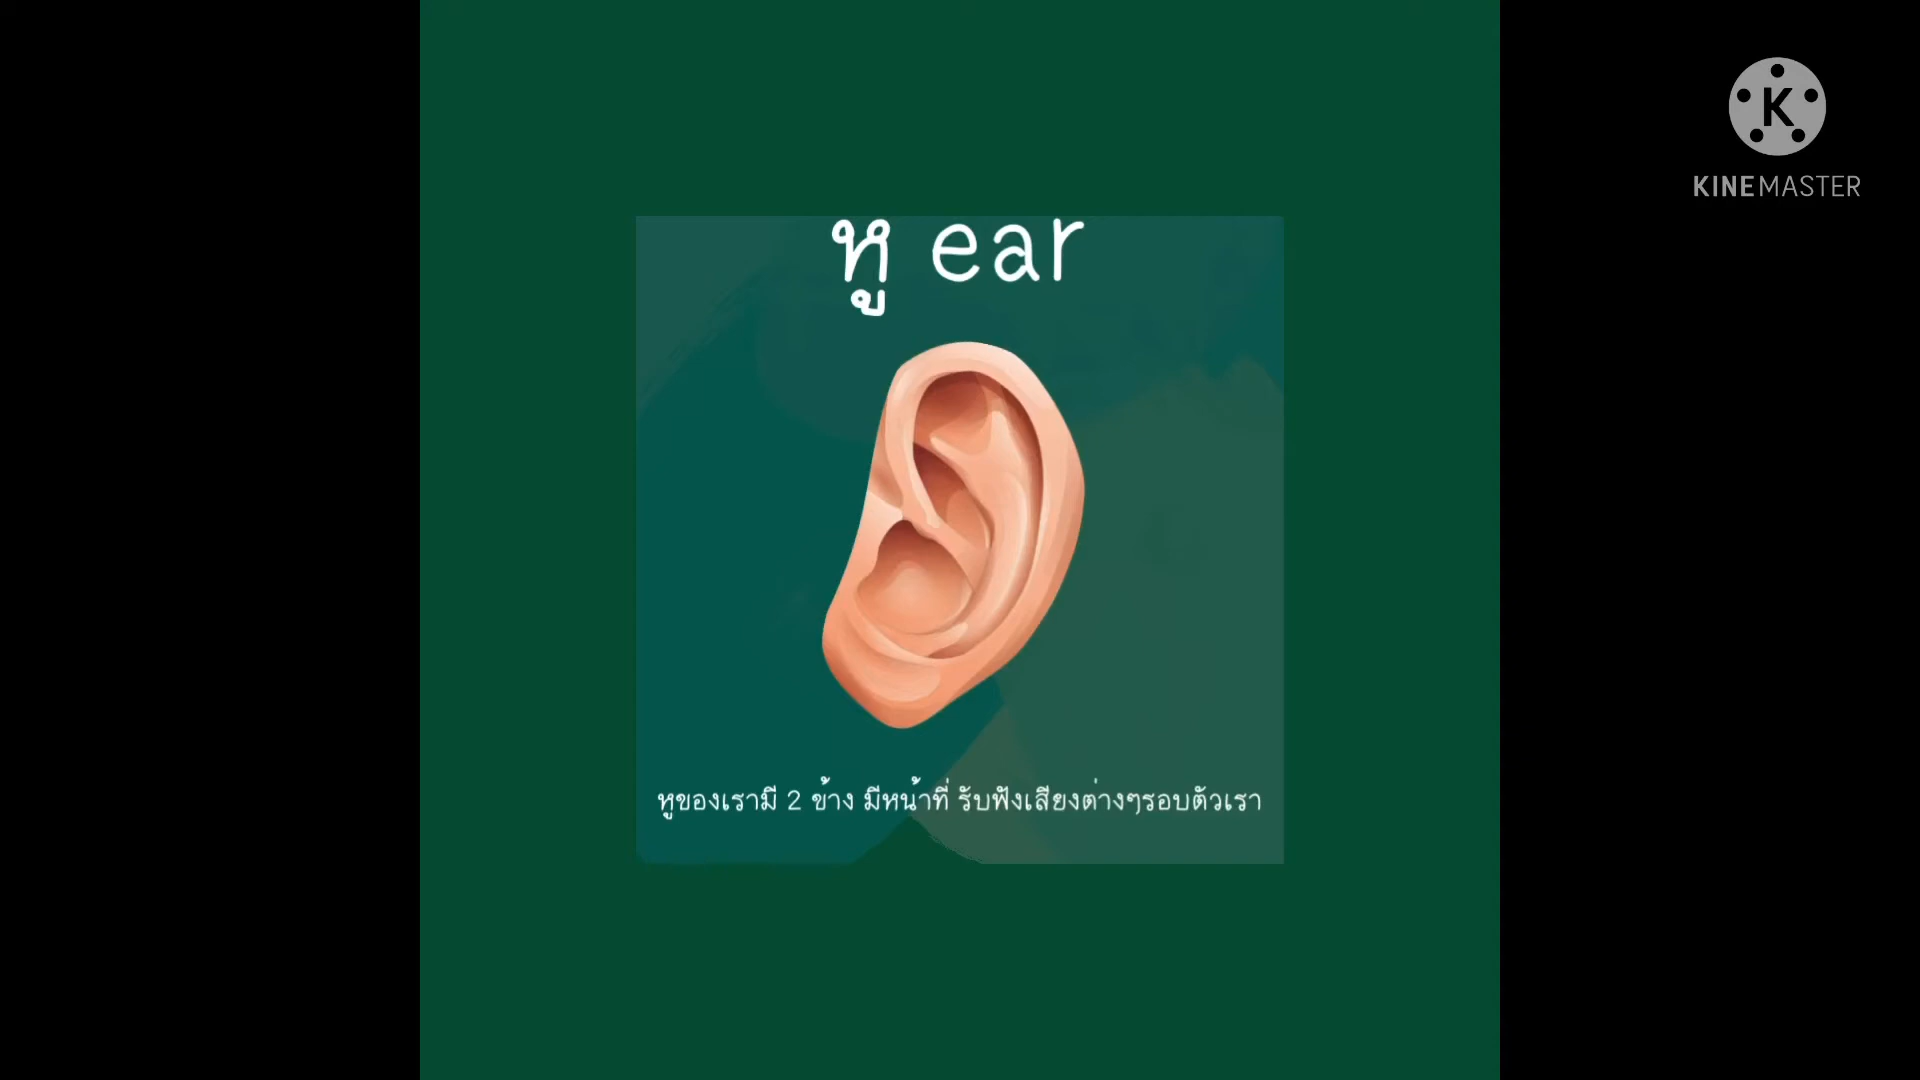 หู ear
K
KINEMASTER
หูของเรามี 2 ข้าง มีหน้าที่ รับฟังเสียงต่างๆรอบตัวเรา